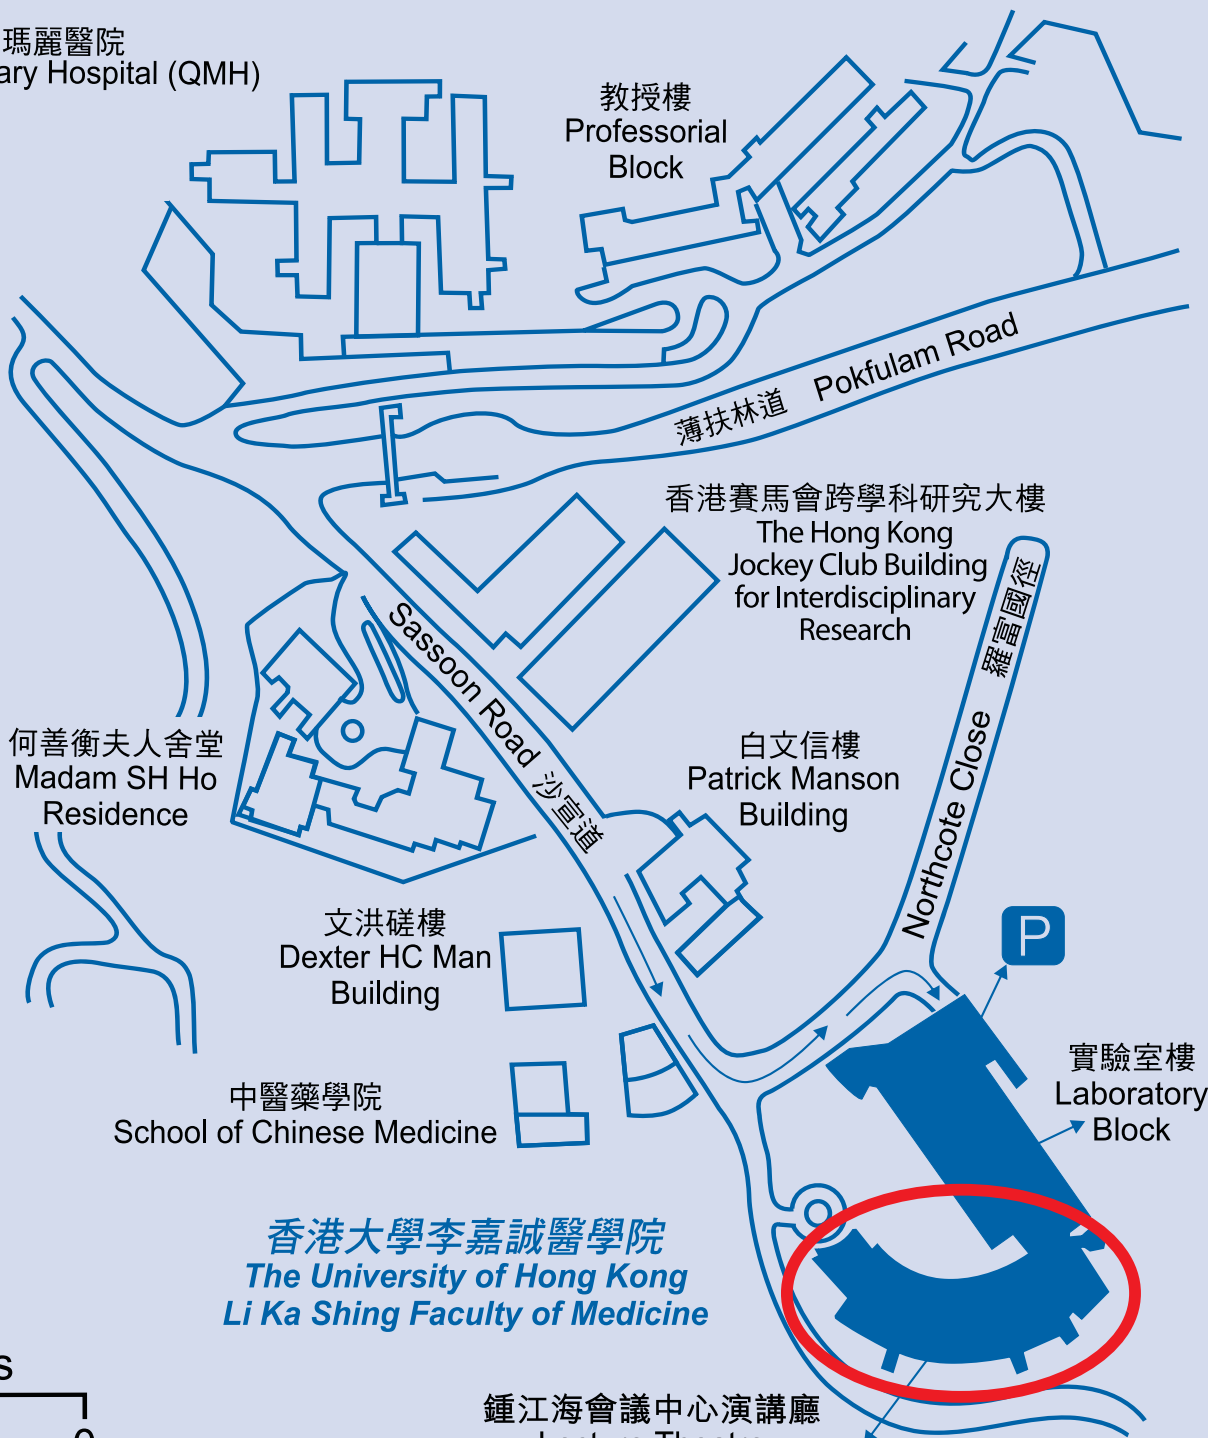 瑪麗醫院
ary Hospital (QMH)
教授樓
Professorial
Block
薄扶林道 Pokfulam Road
香港賽馬會跨學科研究大樓
The Hong Kong
Jockey Club Building
for Interdisciplinary
Research
羅富國徑
Northcote Close
Sassoon Road 沙宣道
何善衡夫人舍堂
Madam SH Ho
Residence
白文信樓
Patrick Manson
Building
P
文洪磋樓
Dexter HC Man
Building
實驗室樓
Laboratory
Block
中醫藥學院
School of Chinese Medicine
香港大學李嘉誠醫學院
The University of Hong Kong
Li Ka Shing Faculty of Medicine
s
鍾江海會議中心演講廳
Lecture Theatre